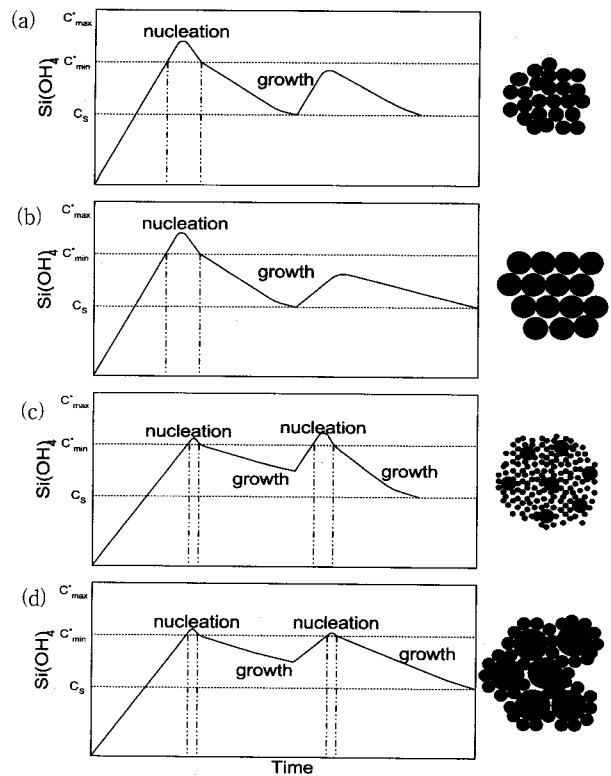 (a)
C*max
nucleation
C*min
growth
Si(OH)4
Cs
(b)
C*max
nucleation
C*min
growth
Si(OH)4
Cs
(c)
C*max
nucleation
nucleation
C*min
growth
growth
Si(OH)4
Cs
(d)
C*max
nucleation
nucleation
C*min
growth
growth
Si(OH)4
Cs
Time